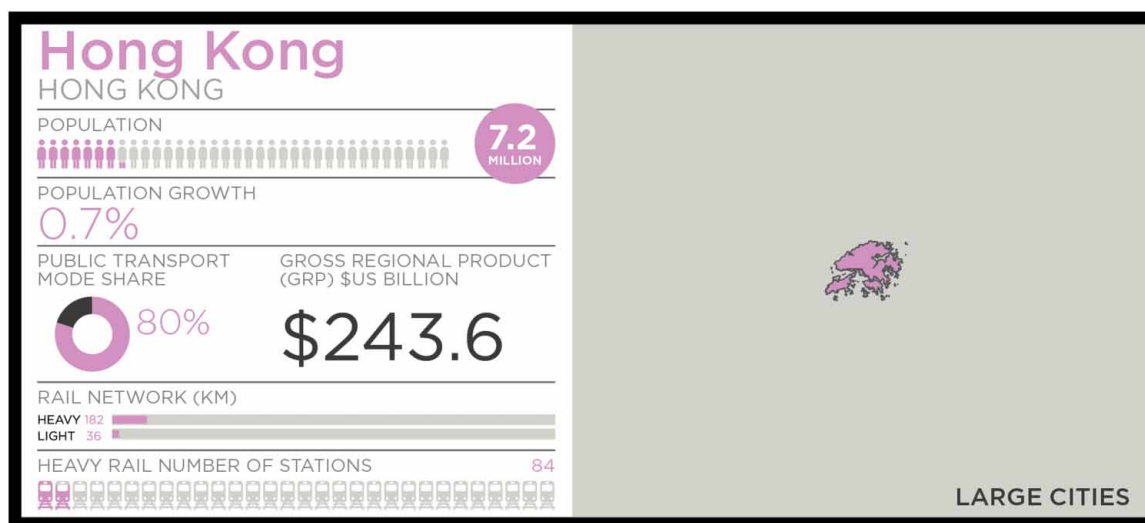 Hong Kong
HONG KONG
POPULATION
7.2
MILLION
POPULATION GROWTH
0.7%
PUBLIC TRANSPORT
MODE SHARE
80%
GROSS REGIONAL PRODUCT
(GRP) $US BILLION
$243.6
RAIL NETWORK (KM)
HEAVY 182
LIGHT 36
HEAVY RAIL NUMBER OF STATIONS 84
LARGE CITIES